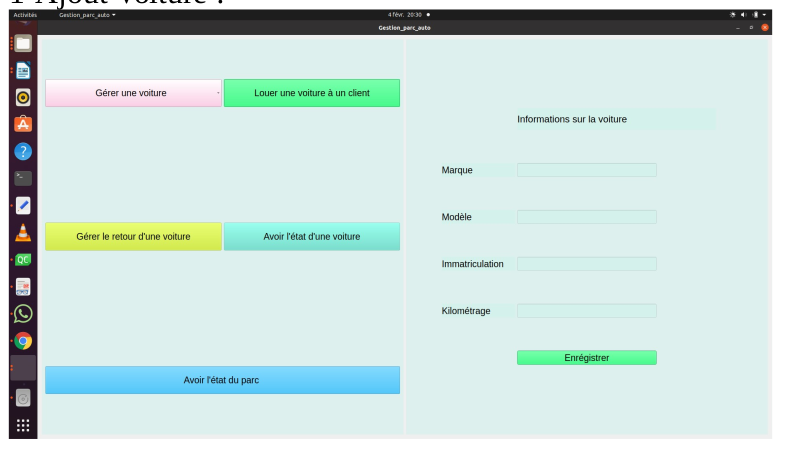 1-Ajout Voiture :
Activités Gestion_parc_auto 4 févr. 20:30
Gestion_parc_auto
Gérer une voiture
Louer une voiture à un client
Informations sur la voiture
Marque
Modèle
Gérer le retour d'une voiture
Avoir l'état d'une voiture
Immatriculation
Kilométrage
Enrégistrer
Avoir l'état du parc